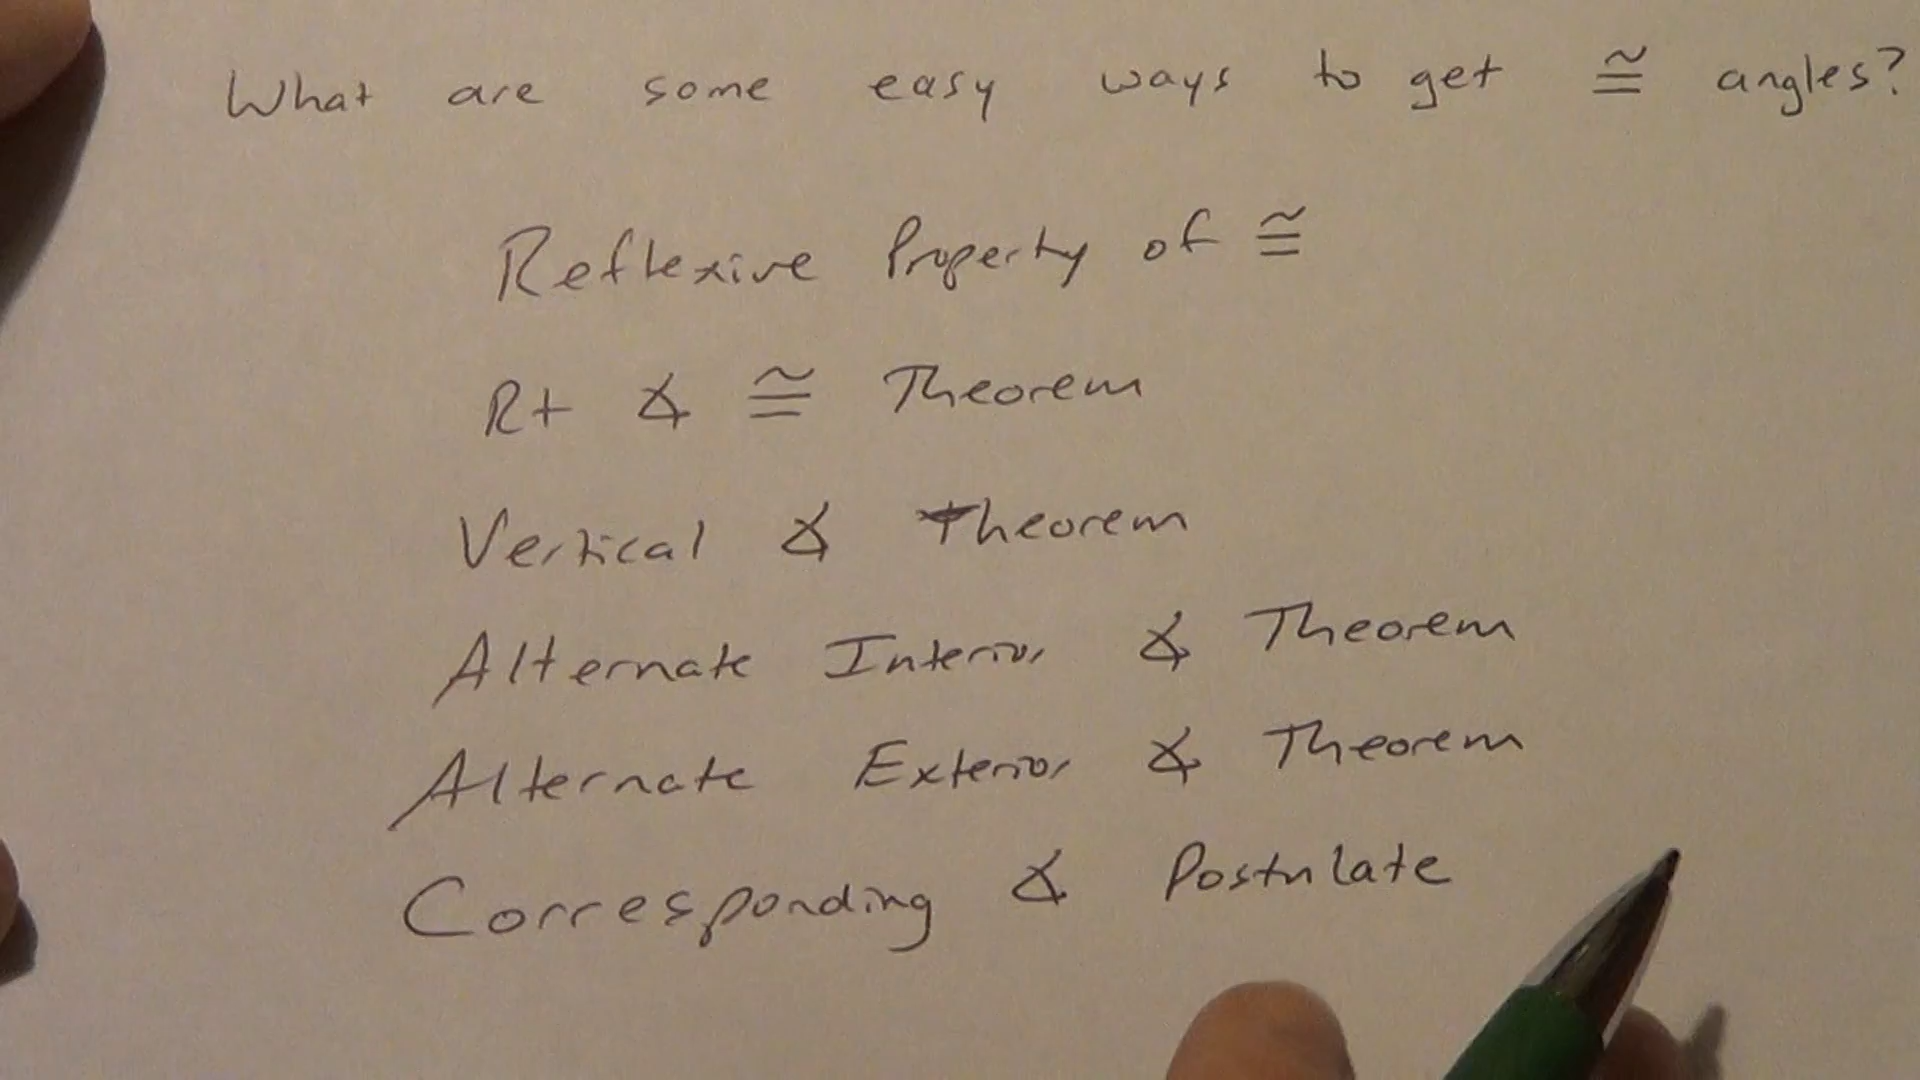 What are some easy ways to get ≅ angles?
Reflexive Property of ≅
Rt ∡ ≅ Theorem
Vertical ∡ Theorem
Alternate Interior ∡ Theorem
Alternate Exterior ∡ Theorem
Corresponding ∡ Postulate